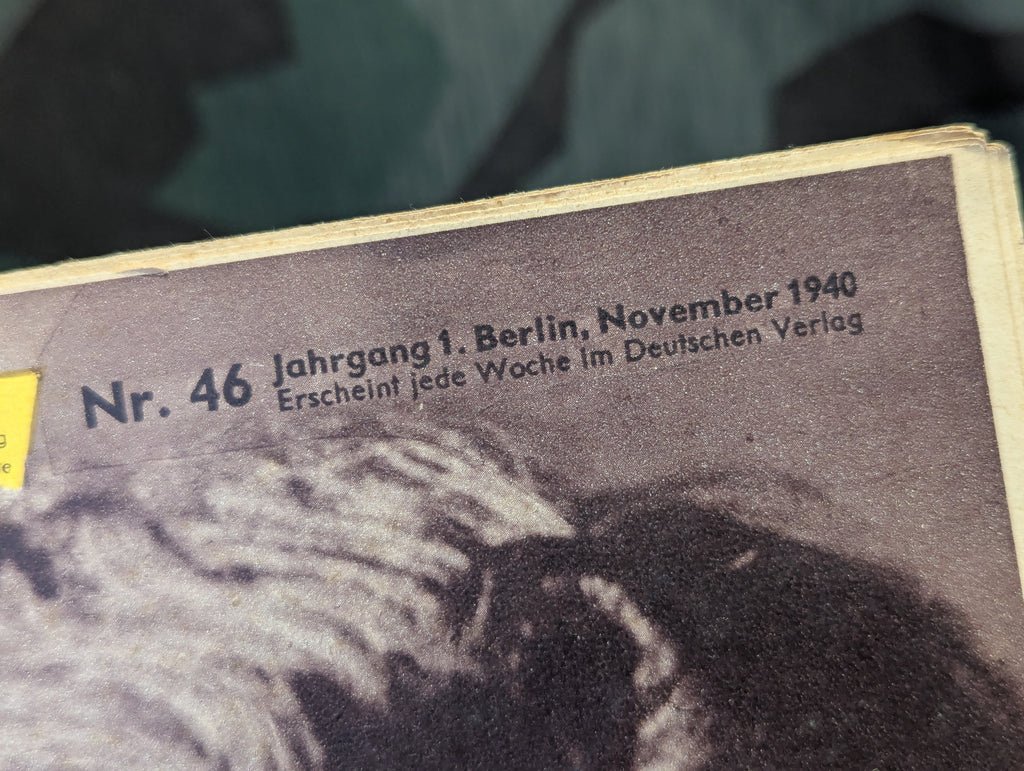 Nr. 46
Jahrgang 1. Berlin, November 1940
Erscheint jede Woche im Deutschen Verlag